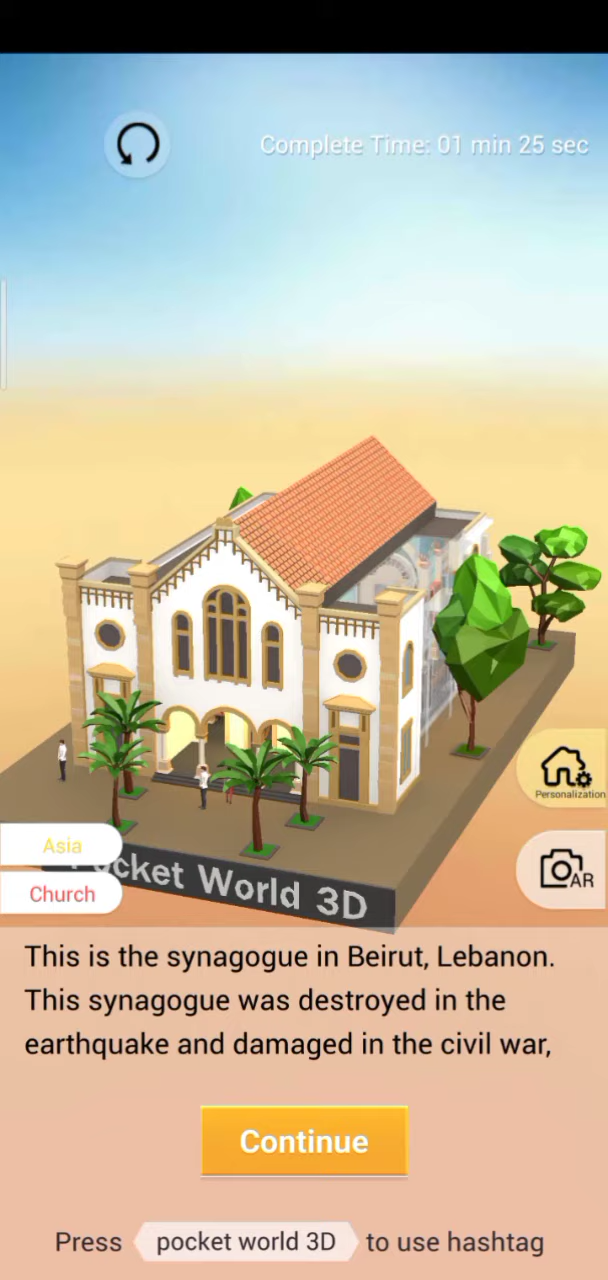 Complete Time: 01 min 25 sec
Personalization
AR
Asia
Church
Pocket World 3D
This is the synagogue in Beirut, Lebanon.
This synagogue was destroyed in the
earthquake and damaged in the civil war,
Continue
Press pocket world 3D to use hashtag